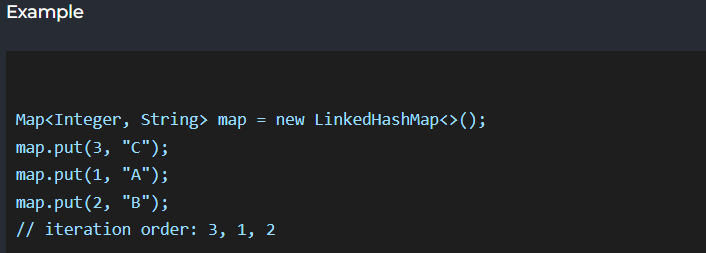 Example
Map<Integer, String> map = new LinkedHashMap<>();
map.put(3, "C");
map.put(1, "A");
map.put(2, "B");
// iteration order: 3, 1, 2